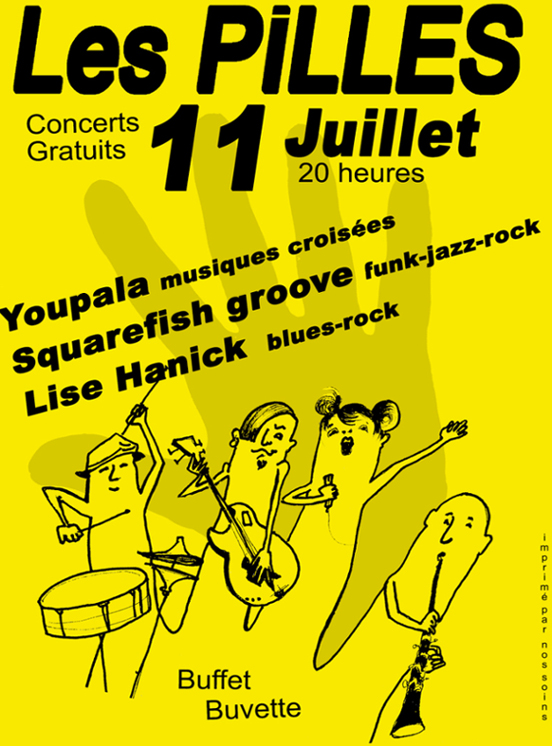 Les PiLLES
Concerts
Gratuits
11 Juillet
20 heures
Youpala musiques croisées
Squarefish groove funk-jazz-rock
Lise Hanick blues-rock
Buffet
Buvette
imprimé par nos soins